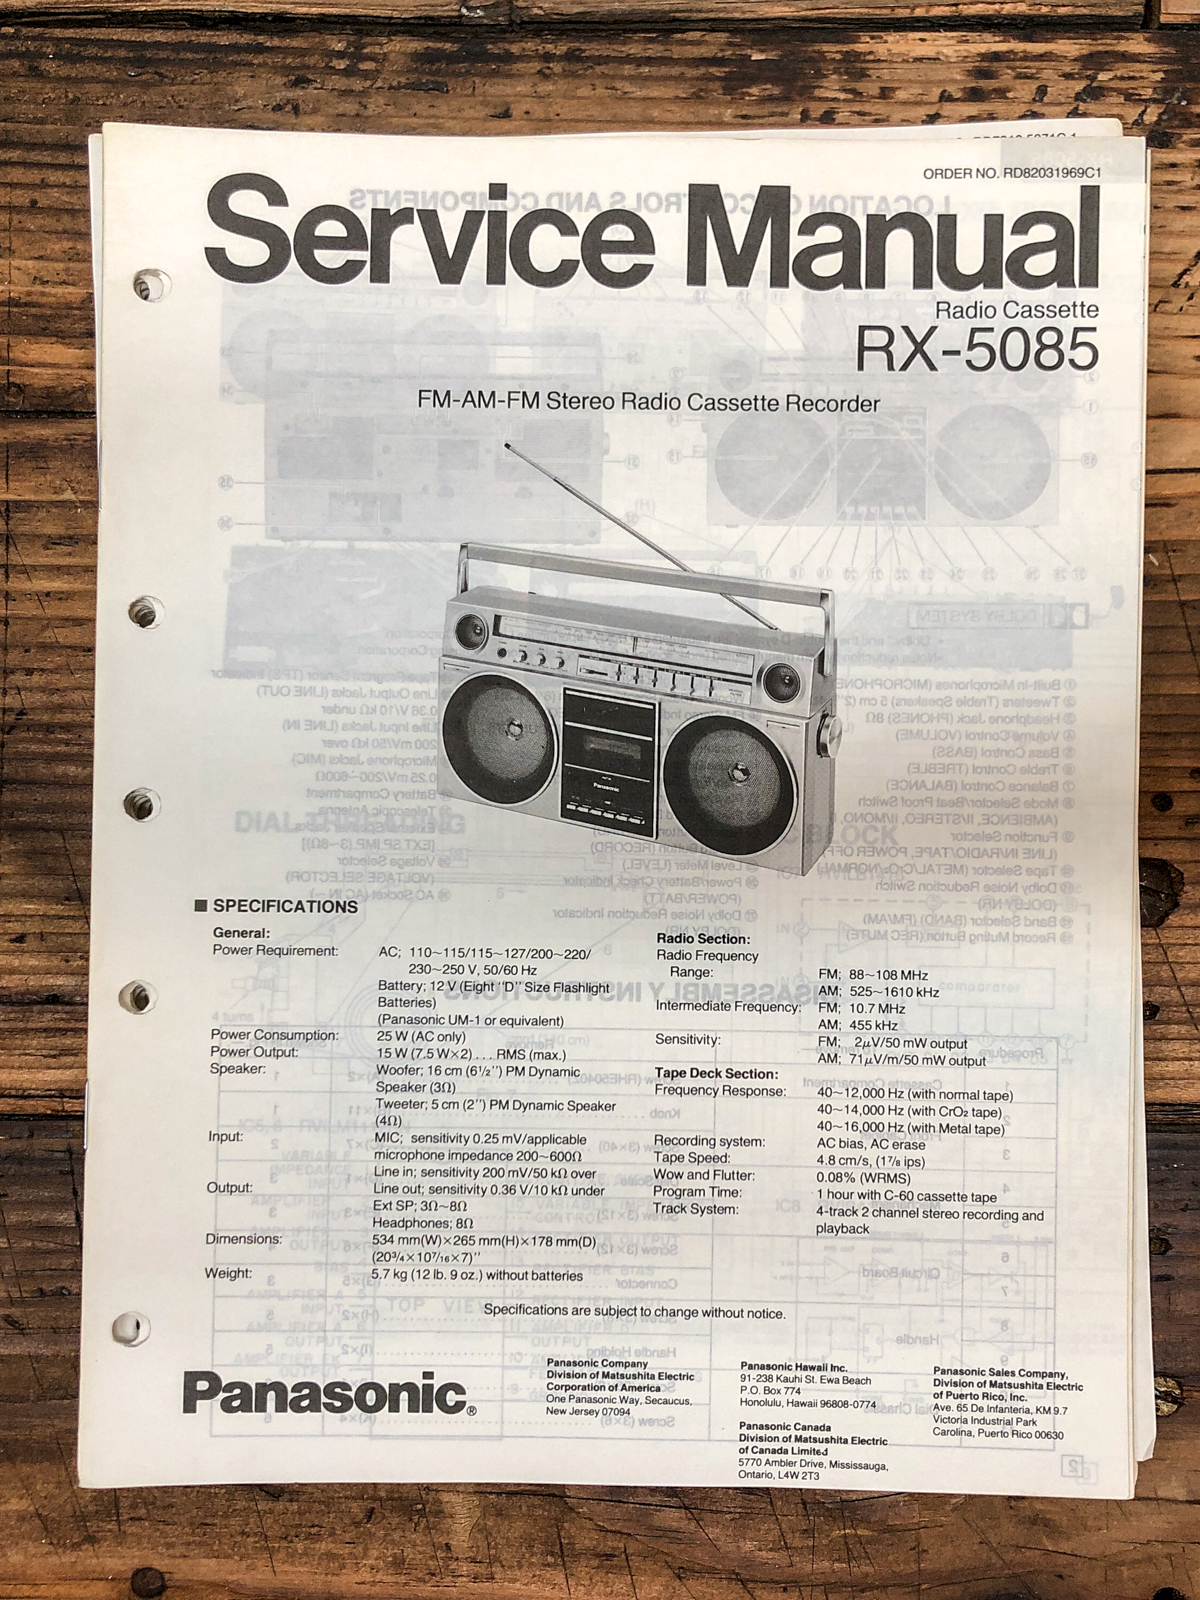 ORDER NO. RD82031969C1
Service Manual
Radio Cassette
RX-5085
FM-AM-FM Stereo Radio Cassette Recorder
Panasonic
■ SPECIFICATIONS
General:
Power Requirement: AC; 110~115/115~127/200~220/
230~250 V, 50/60 Hz
Battery; 12 V (Eight "D" Size Flashlight
Batteries)
(Panasonic UM-1 or equivalent)
Power Consumption: 25 W (AC only)
Power Output: 15 W (7.5 W×2) . . . RMS (max.)
Speaker: Woofer; 16 cm (6½") PM Dynamic
Speaker (3Ω)
Tweeter; 5 cm (2") PM Dynamic Speaker
(4Ω)
Input: MIC; sensitivity 0.25 mV/applicable
microphone impedance 200~600Ω
Line in; sensitivity 200 mV/50 kΩ over
Output: Line out; sensitivity 0.36 V/10 kΩ under
Ext SP; 3Ω~8Ω
Headphones; 8Ω
Dimensions: 534 mm(W)×265 mm(H)×178 mm(D)
(20¾×107/16×7)"
Weight: 5.7 kg (12 lb. 9 oz.) without batteries
Radio Section:
Radio Frequency
Range: FM; 88~108 MHz
AM; 525~1610 kHz
Intermediate Frequency: FM; 10.7 MHz
AM; 455 kHz
Sensitivity: FM; 2μV/50 mW output
AM; 71μV/m/50 mW output
Tape Deck Section:
Frequency Response: 40~12,000 Hz (with normal tape)
40~14,000 Hz (with CrO₂ tape)
40~16,000 Hz (with Metal tape)
Recording system: AC bias, AC erase
Tape Speed: 4.8 cm/s, (1⅞ ips)
Wow and Flutter: 0.08% (WRMS)
Program Time: 1 hour with C-60 cassette tape
Track System: 4-track 2 channel stereo recording and
playback
Specifications are subject to change without notice.
Panasonic®
Panasonic Company
Division of Matsushita Electric
Corporation of America
One Panasonic Way, Secaucus,
New Jersey 07094
Panasonic Hawaii Inc.
91-238 Kauhi St. Ewa Beach
P.O. Box 774
Honolulu, Hawaii 96808-0774
Panasonic Canada
Division of Matsushita Electric
of Canada Limited
5770 Ambler Drive, Mississauga,
Ontario, L4W 2T3
Panasonic Sales Company,
Division of Matsushita Electric
of Puerto Rico, Inc.
Ave. 65 De Infanteria, KM 9.7
Victoria Industrial Park
Carolina, Puerto Rico 00630